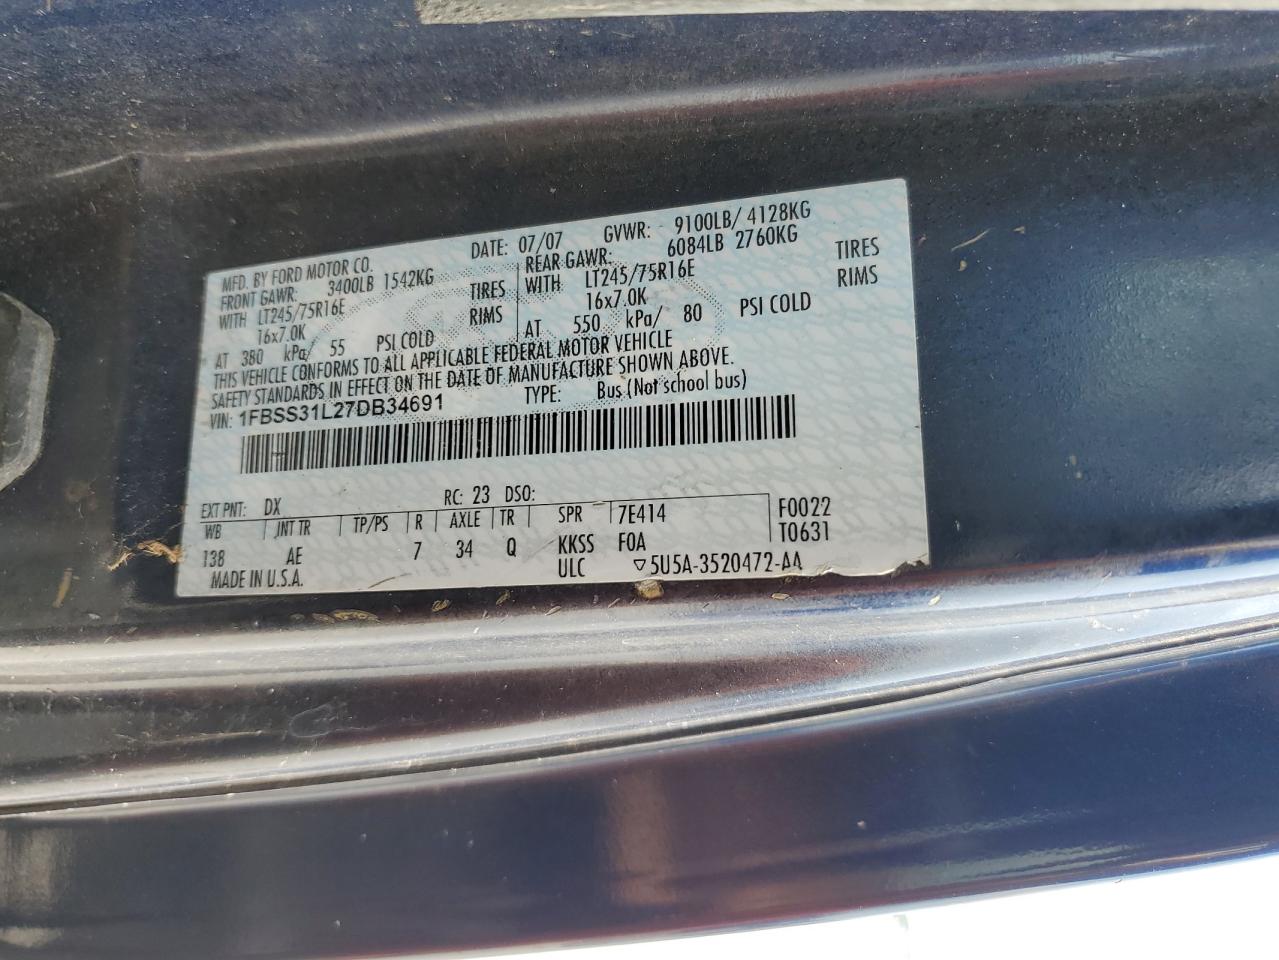 MFD. BY FORD MOTOR CO. DATE: 07/07 GVWR: 9100LB/ 4128KG
FRONT GAWR: 3400LB 1542KG REAR GAWR: 6084LB 2760KG
WITH LT245/75R16E TIRES WITH LT245/75R16E TIRES
16x7.0K RIMS 16x7.0K RIMS
AT 380 kPa/ 55 PSI COLD AT 550 kPa/ 80 PSI COLD
THIS VEHICLE CONFORMS TO ALL APPLICABLE FEDERAL MOTOR VEHICLE
SAFETY STANDARDS IN EFFECT ON THE DATE OF MANUFACTURE SHOWN ABOVE.
VIN: 1FBSS31L27DB34691 TYPE: Bus (Not school bus)
EXT PNT: DX RC: 23 DSO:
WB INT TR TP/PS R AXLE TR SPR 7E414 F0022
138 AE 7 34 Q KKSS FOA T0631
MADE IN U.S.A. ULC ▽5U5A-3520472-AA